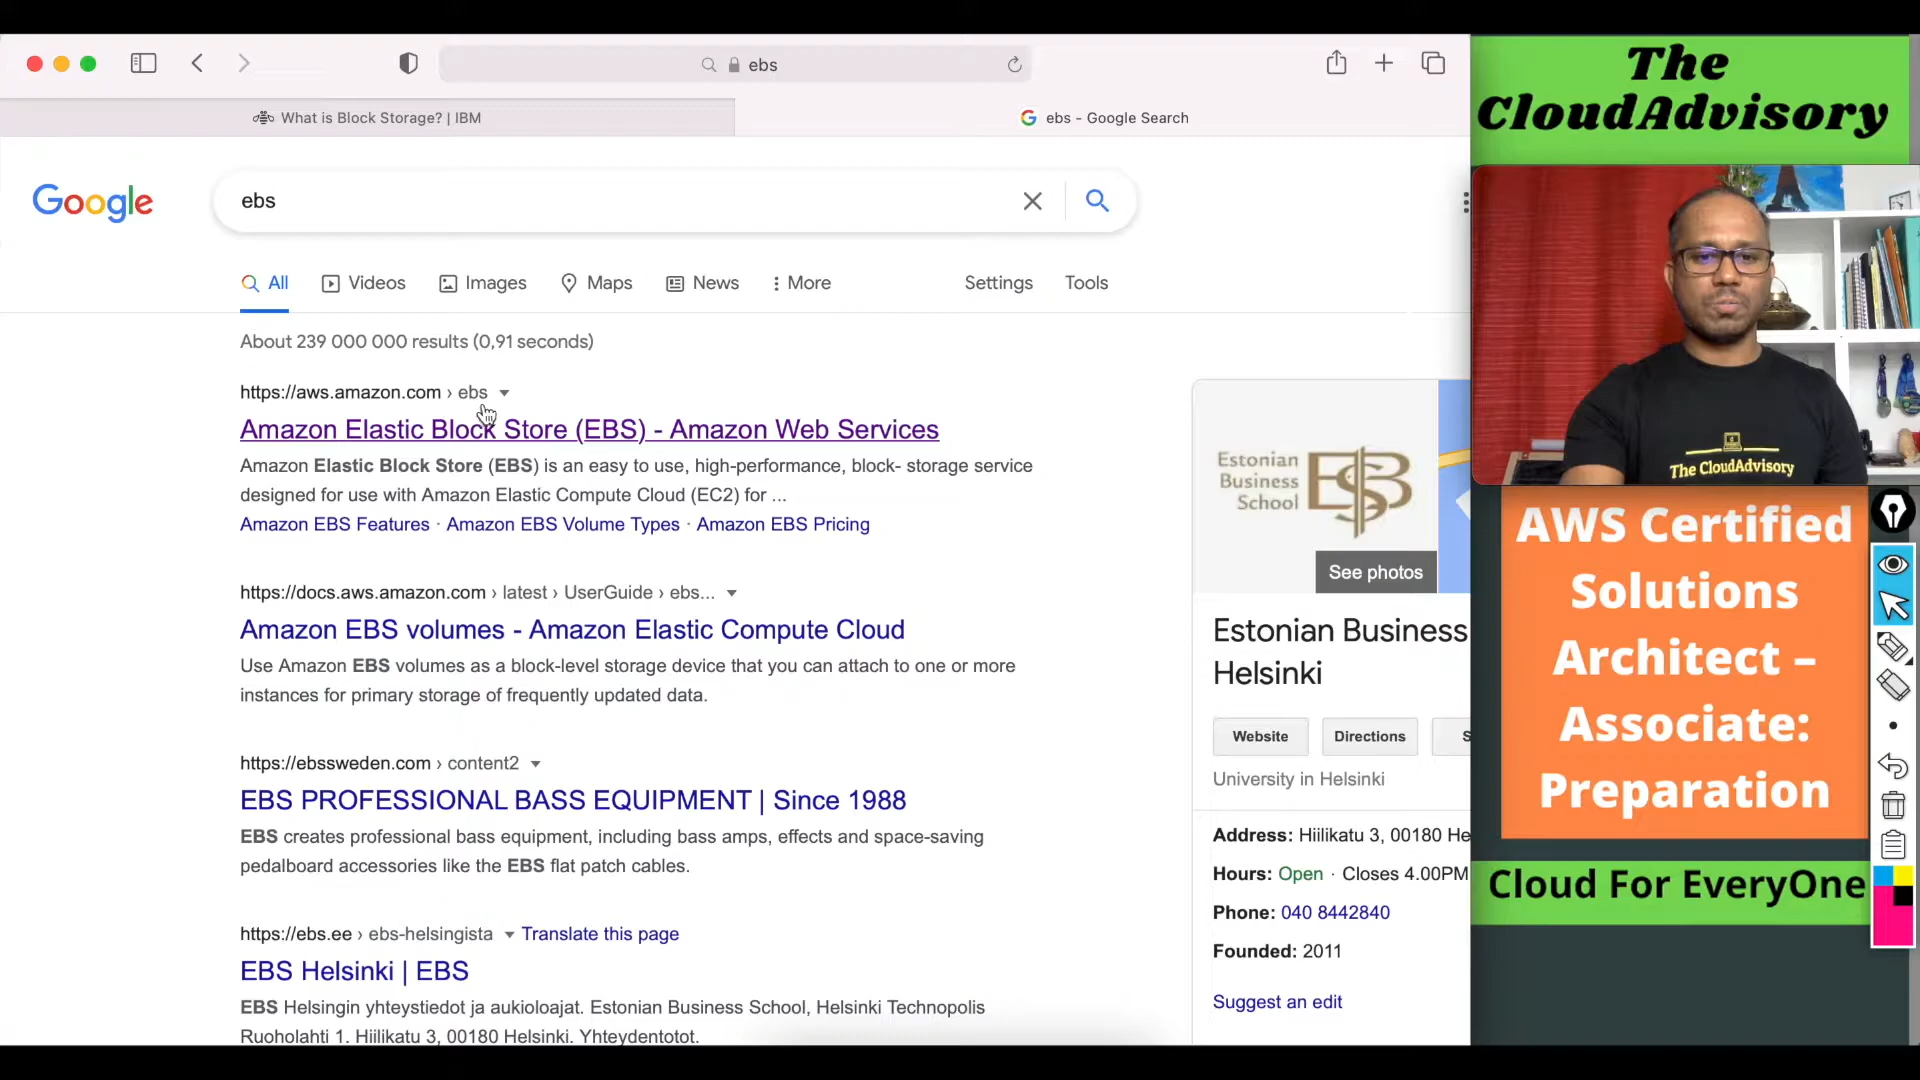 ebs
What is Block Storage? | IBM
ebs - Google Search
Google
ebs
All
Videos
Images
Maps
News
More
Settings
Tools
About 239 000 000 results (0,91 seconds)
https://aws.amazon.com › ebs
Amazon Elastic Block Store (EBS) - Amazon Web Services
Amazon Elastic Block Store (EBS) is an easy to use, high-performance, block- storage service
designed for use with Amazon Elastic Compute Cloud (EC2) for ...
Amazon EBS Features · Amazon EBS Volume Types · Amazon EBS Pricing
https://docs.aws.amazon.com › latest › UserGuide › ebs...
Amazon EBS volumes - Amazon Elastic Compute Cloud
Use Amazon EBS volumes as a block-level storage device that you can attach to one or more
instances for primary storage of frequently updated data.
https://ebssweden.com › content2
EBS PROFESSIONAL BASS EQUIPMENT | Since 1988
EBS creates professional bass equipment, including bass amps, effects and space-saving
pedalboard accessories like the EBS flat patch cables.
https://ebs.ee › ebs-helsingista
Translate this page
EBS Helsinki | EBS
EBS Helsingin yhteystiedot ja aukioloajat. Estonian Business School, Helsinki Technopolis
Ruoholahti 1. Hiilikatu 3, 00180 Helsinki. Yhteydentotot.
Estonian
Business
School
EBS
See photos
Estonian Business
Helsinki
Website
Directions
S
University in Helsinki
Address: Hiilikatu 3, 00180 He
Hours: Open · Closes 4.00PM
Phone: 040 8442840
Founded: 2011
Suggest an edit
The
CloudAdvisory
The CloudAdvisory
AWS Certified
Solutions
Architect –
Associate:
Preparation
Cloud For EveryOne